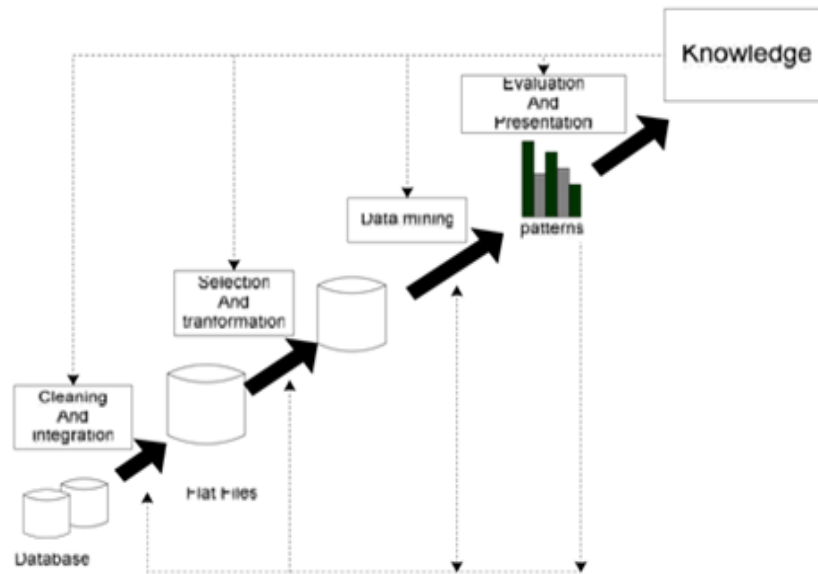 Knowledge
Evaluation
And
Presentation
patterns
Data mining
Selection
And
tranformation
Cleaning
And
integration
Flat Files
Database